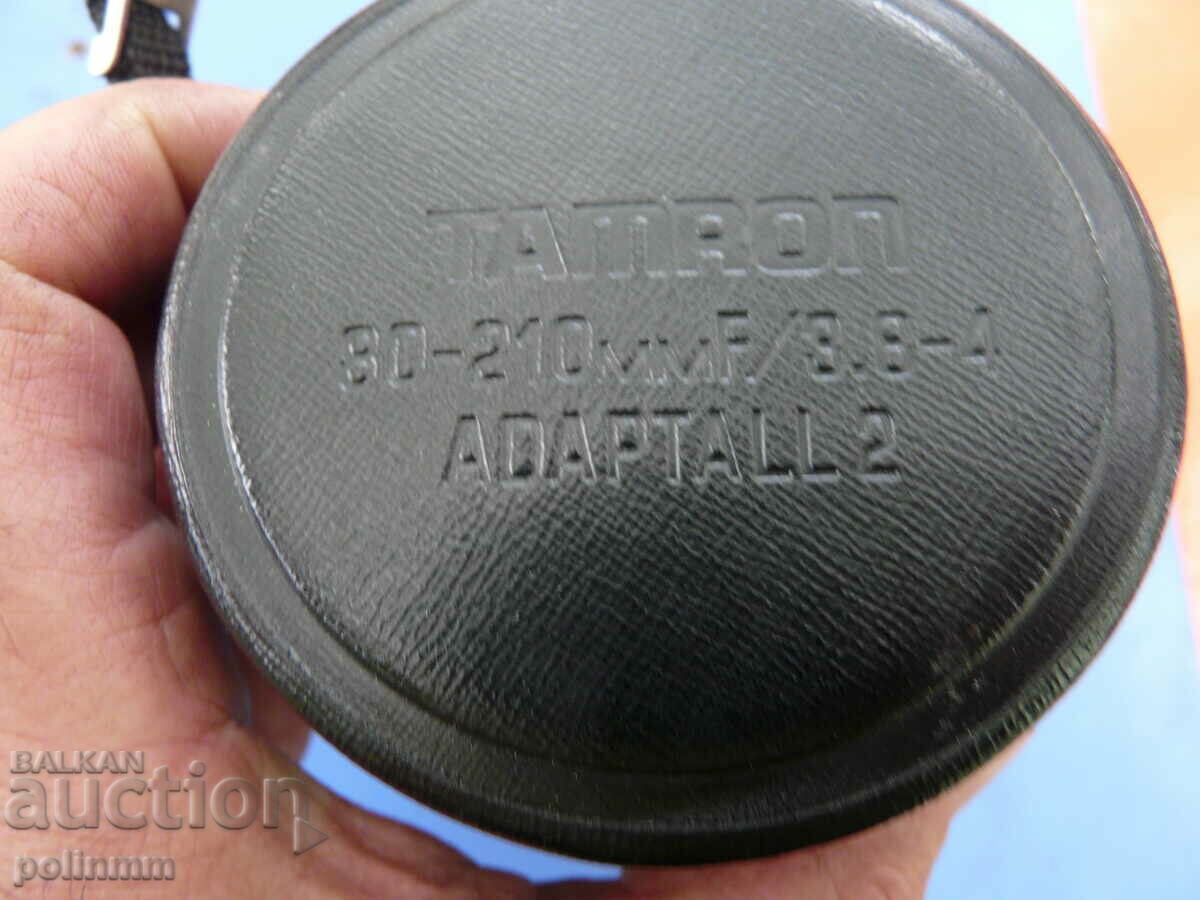 TAMRON
80-210mm F/3.8-4
ADAPTALL 2
BALKAN
auction
polinmm